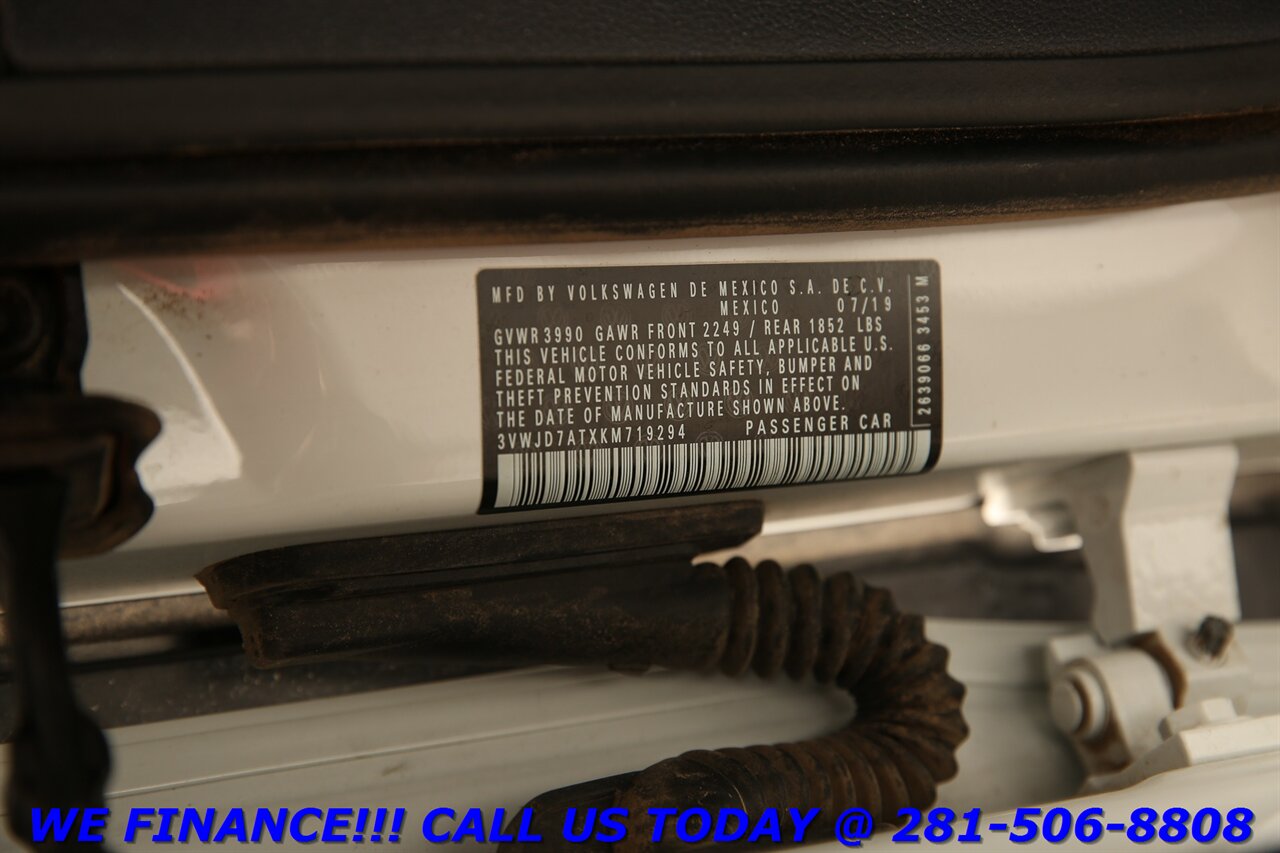 MFD BY VOLKSWAGEN DE MEXICO S.A. DE C.V.
MEXICO 07/19
GVWR 3990 GAWR FRONT 2249 / REAR 1852 LBS
THIS VEHICLE CONFORMS TO ALL APPLICABLE U.S.
FEDERAL MOTOR VEHICLE SAFETY, BUMPER AND
THEFT PREVENTION STANDARDS IN EFFECT ON
THE DATE OF MANUFACTURE SHOWN ABOVE.
3VWJD7ATXKM719294 PASSENGER CAR
2639066 3453 M
WE FINANCE!!! CALL US TODAY @ 281-506-8808